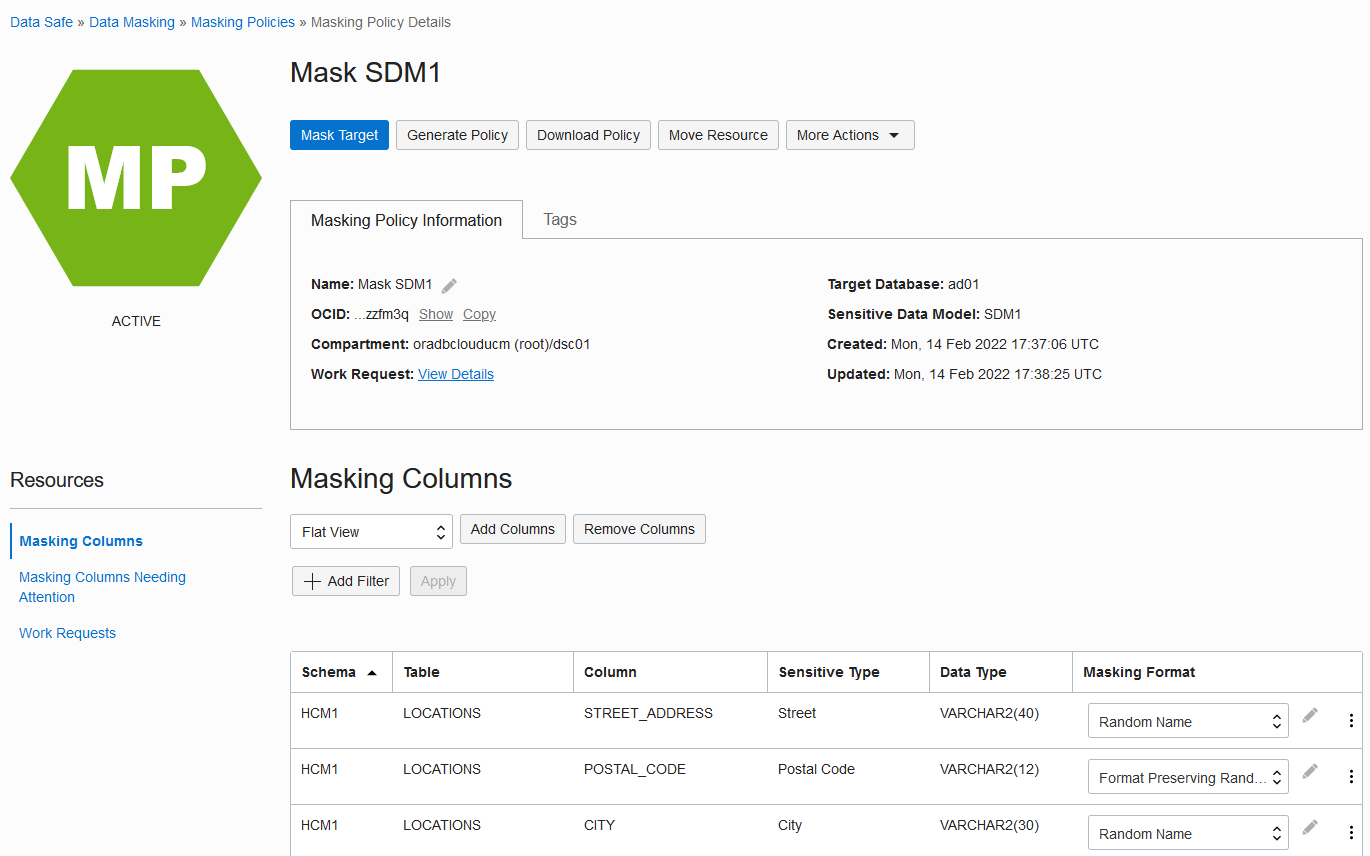 Data Safe » Data Masking » Masking Policies » Masking Policy Details
MP
ACTIVE
Mask SDM1
Mask Target Generate Policy Download Policy Move Resource More Actions
Masking Policy Information Tags
Name: Mask SDM1
OCID: ...zzfm3q Show Copy
Compartment: oradbclouducm (root)/dsc01
Work Request: View Details
Target Database: ad01
Sensitive Data Model: SDM1
Created: Mon, 14 Feb 2022 17:37:06 UTC
Updated: Mon, 14 Feb 2022 17:38:25 UTC
Resources
Masking Columns
Masking Columns Needing
Attention
Work Requests
Masking Columns
Flat View Add Columns Remove Columns
Add Filter Apply
Schema Table Column Sensitive Type Data Type Masking Format
HCM1 LOCATIONS STREET_ADDRESS Street VARCHAR2(40) Random Name
HCM1 LOCATIONS POSTAL_CODE Postal Code VARCHAR2(12) Format Preserving Rand...
HCM1 LOCATIONS CITY City VARCHAR2(30) Random Name